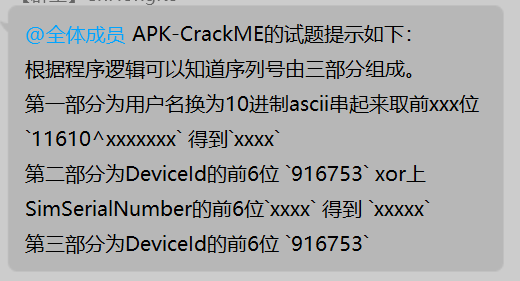 @全体成员 APK-CrackME的试题提示如下：
根据程序逻辑可以知道序列号由三部分组成。
第一部分为用户名换为10进制ascii串起来取前xxx位
`11610^xxxxxxx` 得到`xxxx`
第二部分为DeviceId的前6位 `916753` xor上
SimSerialNumber的前6位`xxxx` 得到 `xxxxx`
第三部分为DeviceId的前6位 `916753`